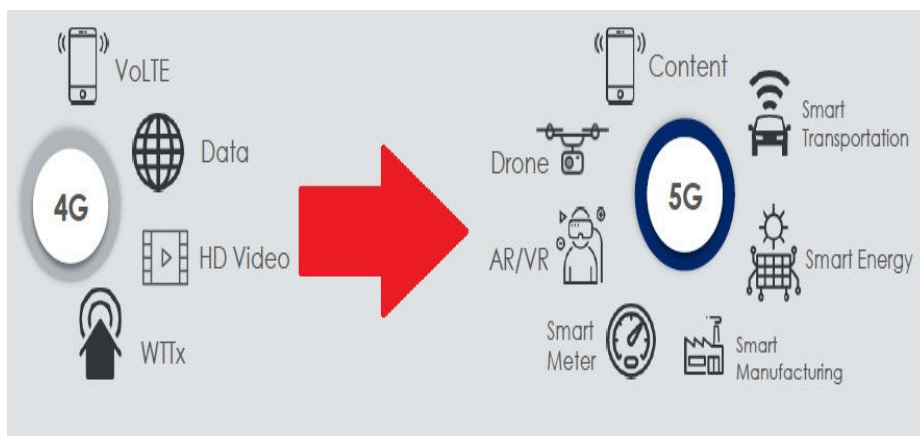 VoLTE
Data
4G
HD Video
WTTx
Content
Smart
Transportation
Drone
5G
AR/VR
Smart Energy
Smart
Meter
Smart
Manufacturing